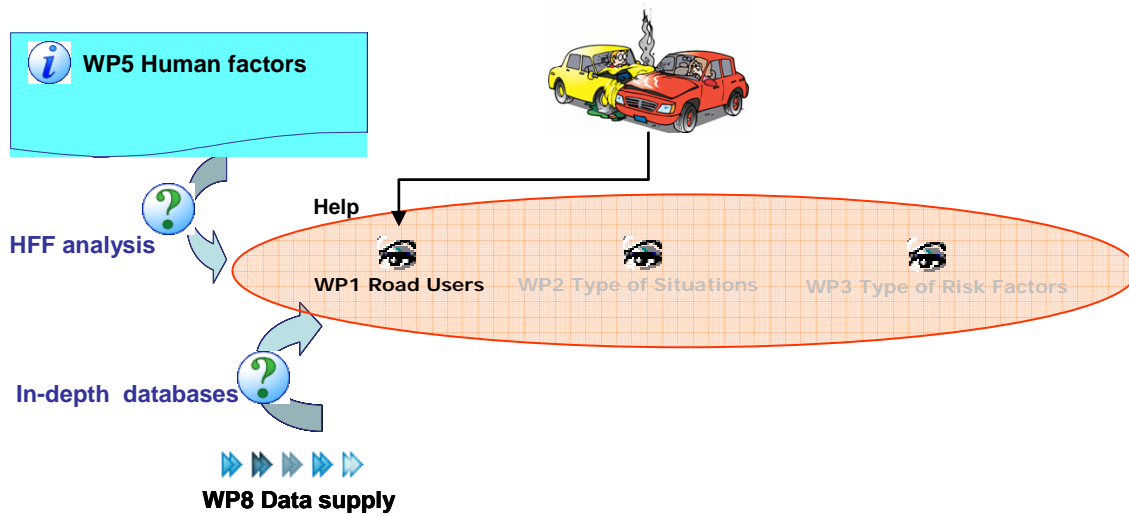 WP5 Human factors
Help
HFF analysis
WP1 Road Users
WP2 Type of Situations
WP3 Type of Risk Factors
In-depth databases
WP8 Data supply